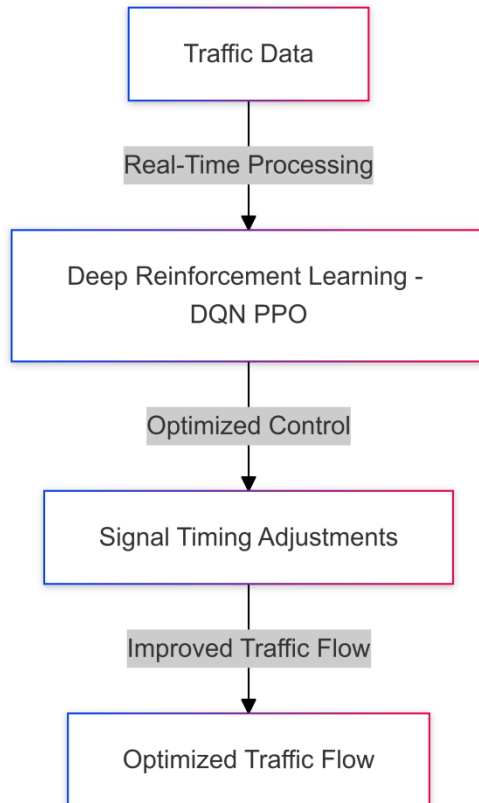 Traffic Data
Real-Time Processing
Deep Reinforcement Learning -
DQN PPO
Optimized Control
Signal Timing Adjustments
Improved Traffic Flow
Optimized Traffic Flow